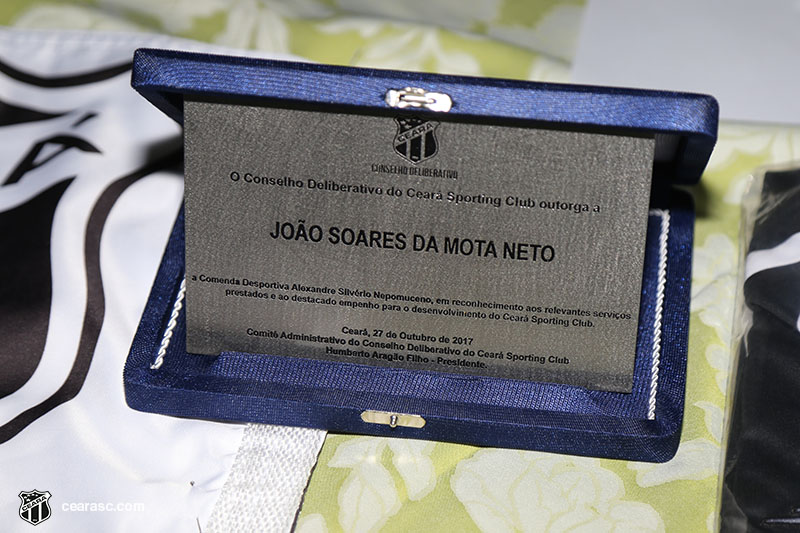 CEARÁ
CONSELHO DELIBERATIVO
O Conselho Deliberativo do Ceará Sporting Club outorga a
JOÃO SOARES DA MOTA NETO
a Comenda Desportiva Alexandre Silvério Nepomuceno, em reconhecimento aos relevantes serviços
prestados e ao destacado empenho para o desenvolvimento do Ceará Sporting Club.
Ceará, 27 de Outubro de 2017
Comitê Administrativo do Conselho Deliberativo do Ceará Sporting Club
Humberto Aragão Filho - Presidente.
CEARÁ
cearasc.com